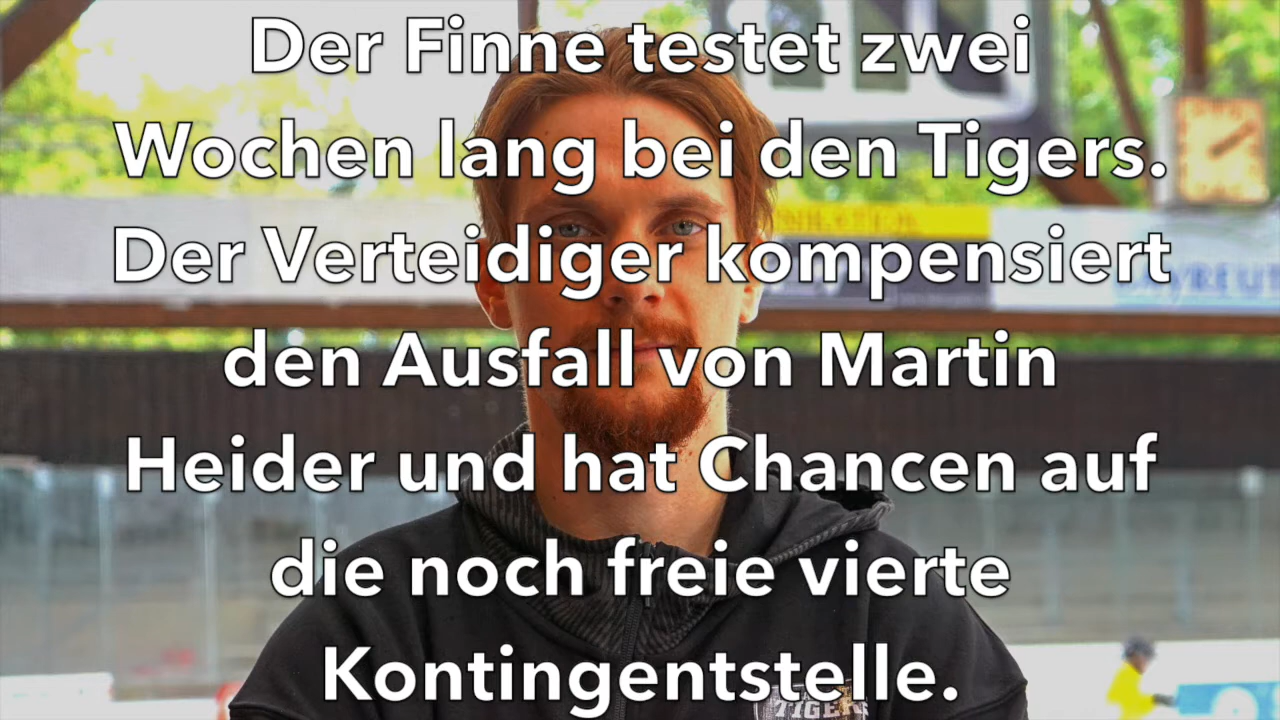 Der Finne testet zwei
Wochen lang bei den Tigers.
Der Verteidiger kompensiert
den Ausfall von Martin
Heider und hat Chancen auf
die noch freie vierte
Kontingentstelle.
TIGERS